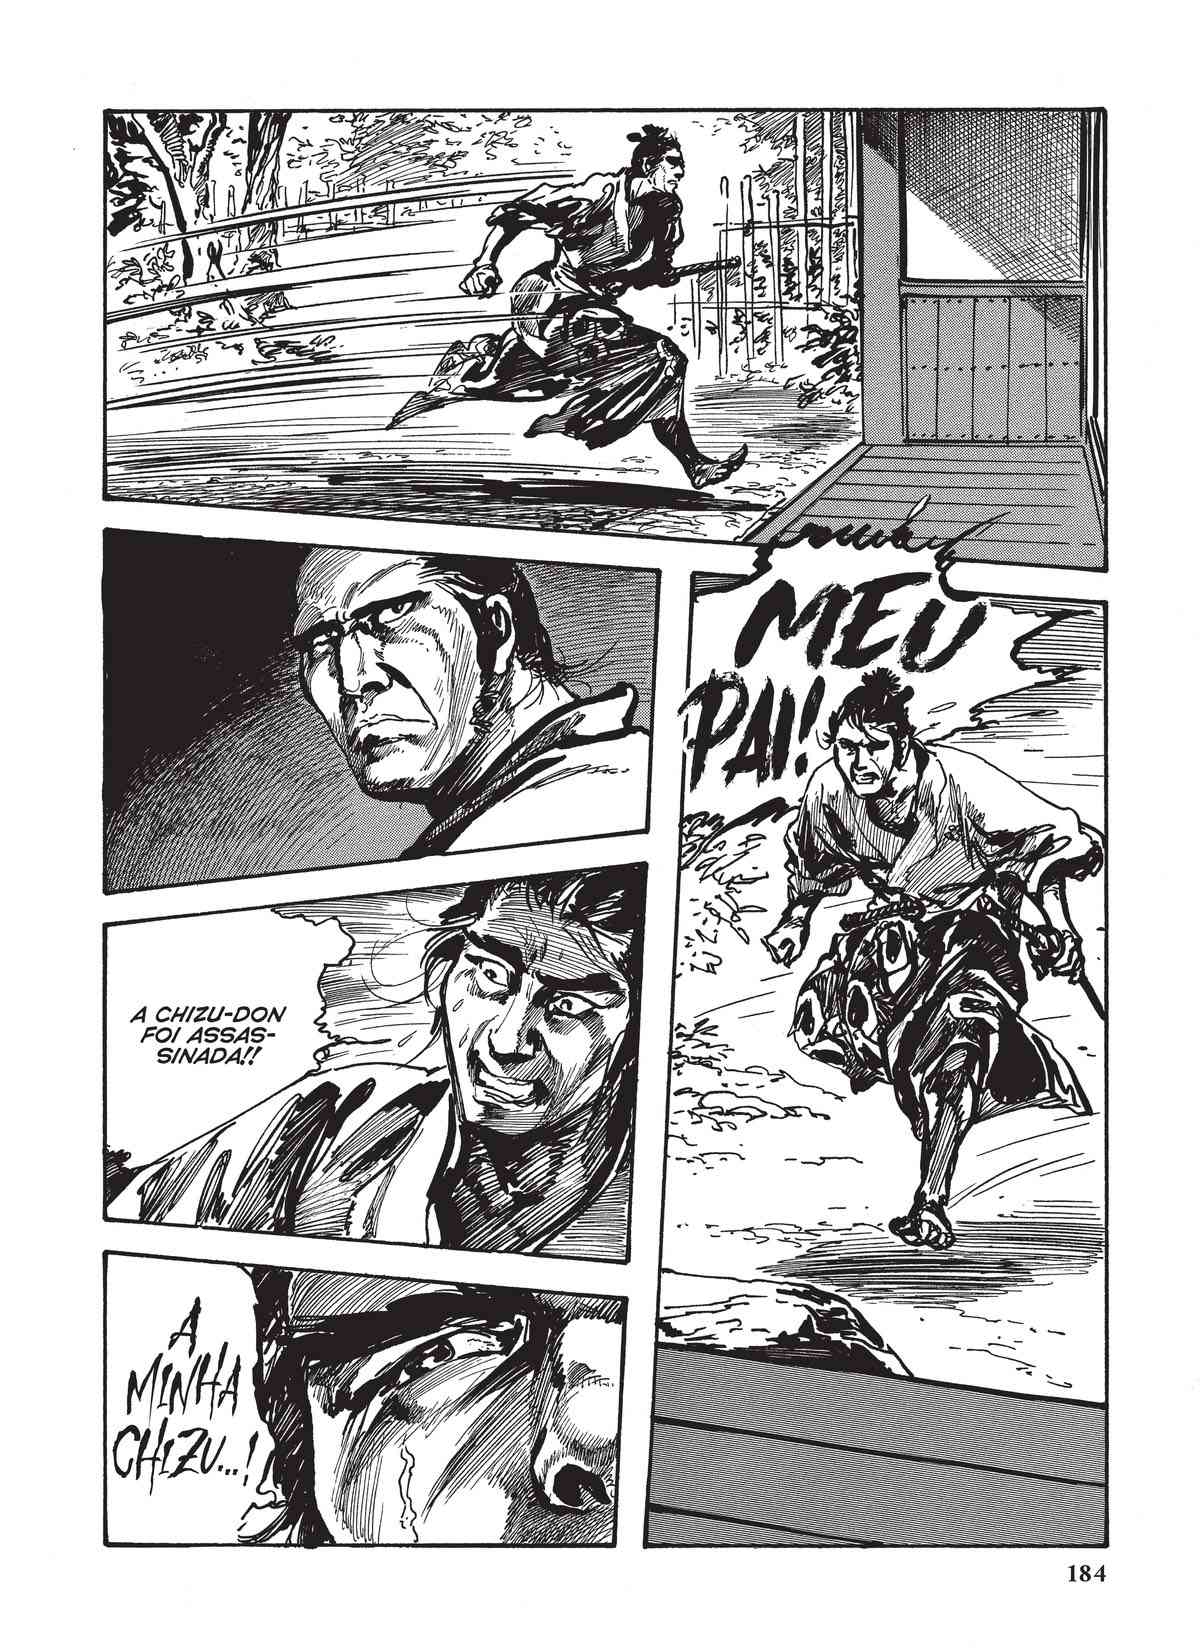 MEU
PAI!
A CHIZU-DON
FOI ASSAS-
SINADA!!
A
MINHA
CHIZU...!
184